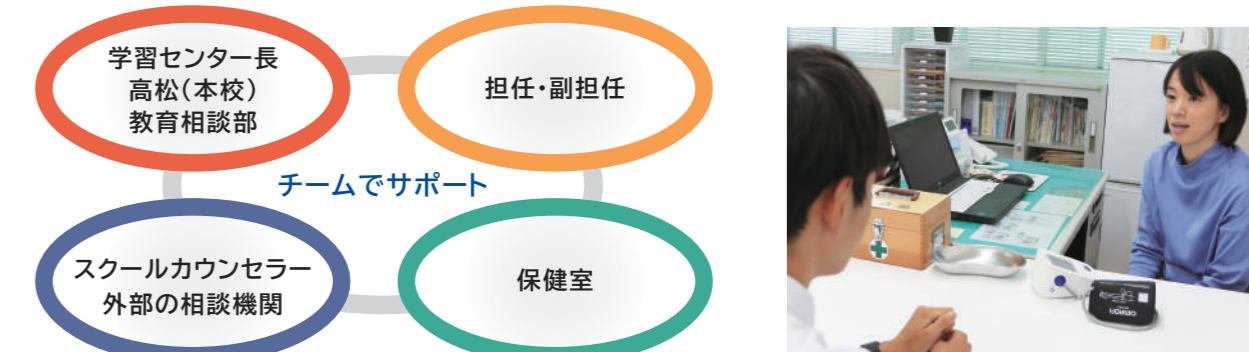 学習センター長
高松(本校)
教育相談部
担任・副担任
チームでサポート
スクールカウンセラー
外部の相談機関
保健室
OMRON